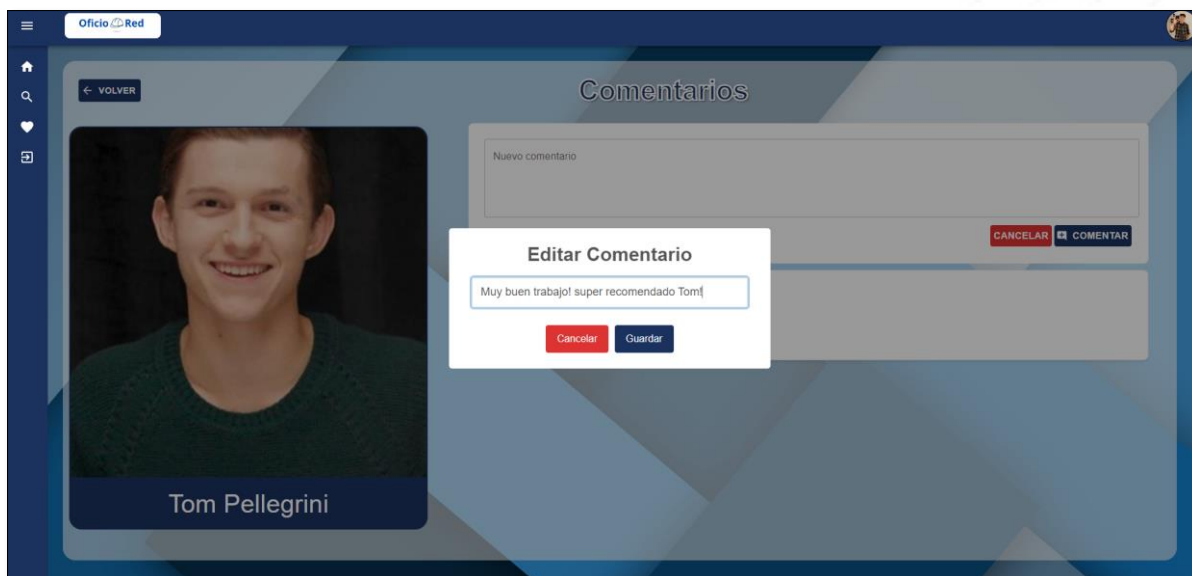 Oficio Red
VOLVER
Comentarios
Nuevo comentario
CANCELAR COMENTAR
Editar Comentario
Muy buen trabajo! super recomendado Tom!
Cancelar Guardar
Tom Pellegrini